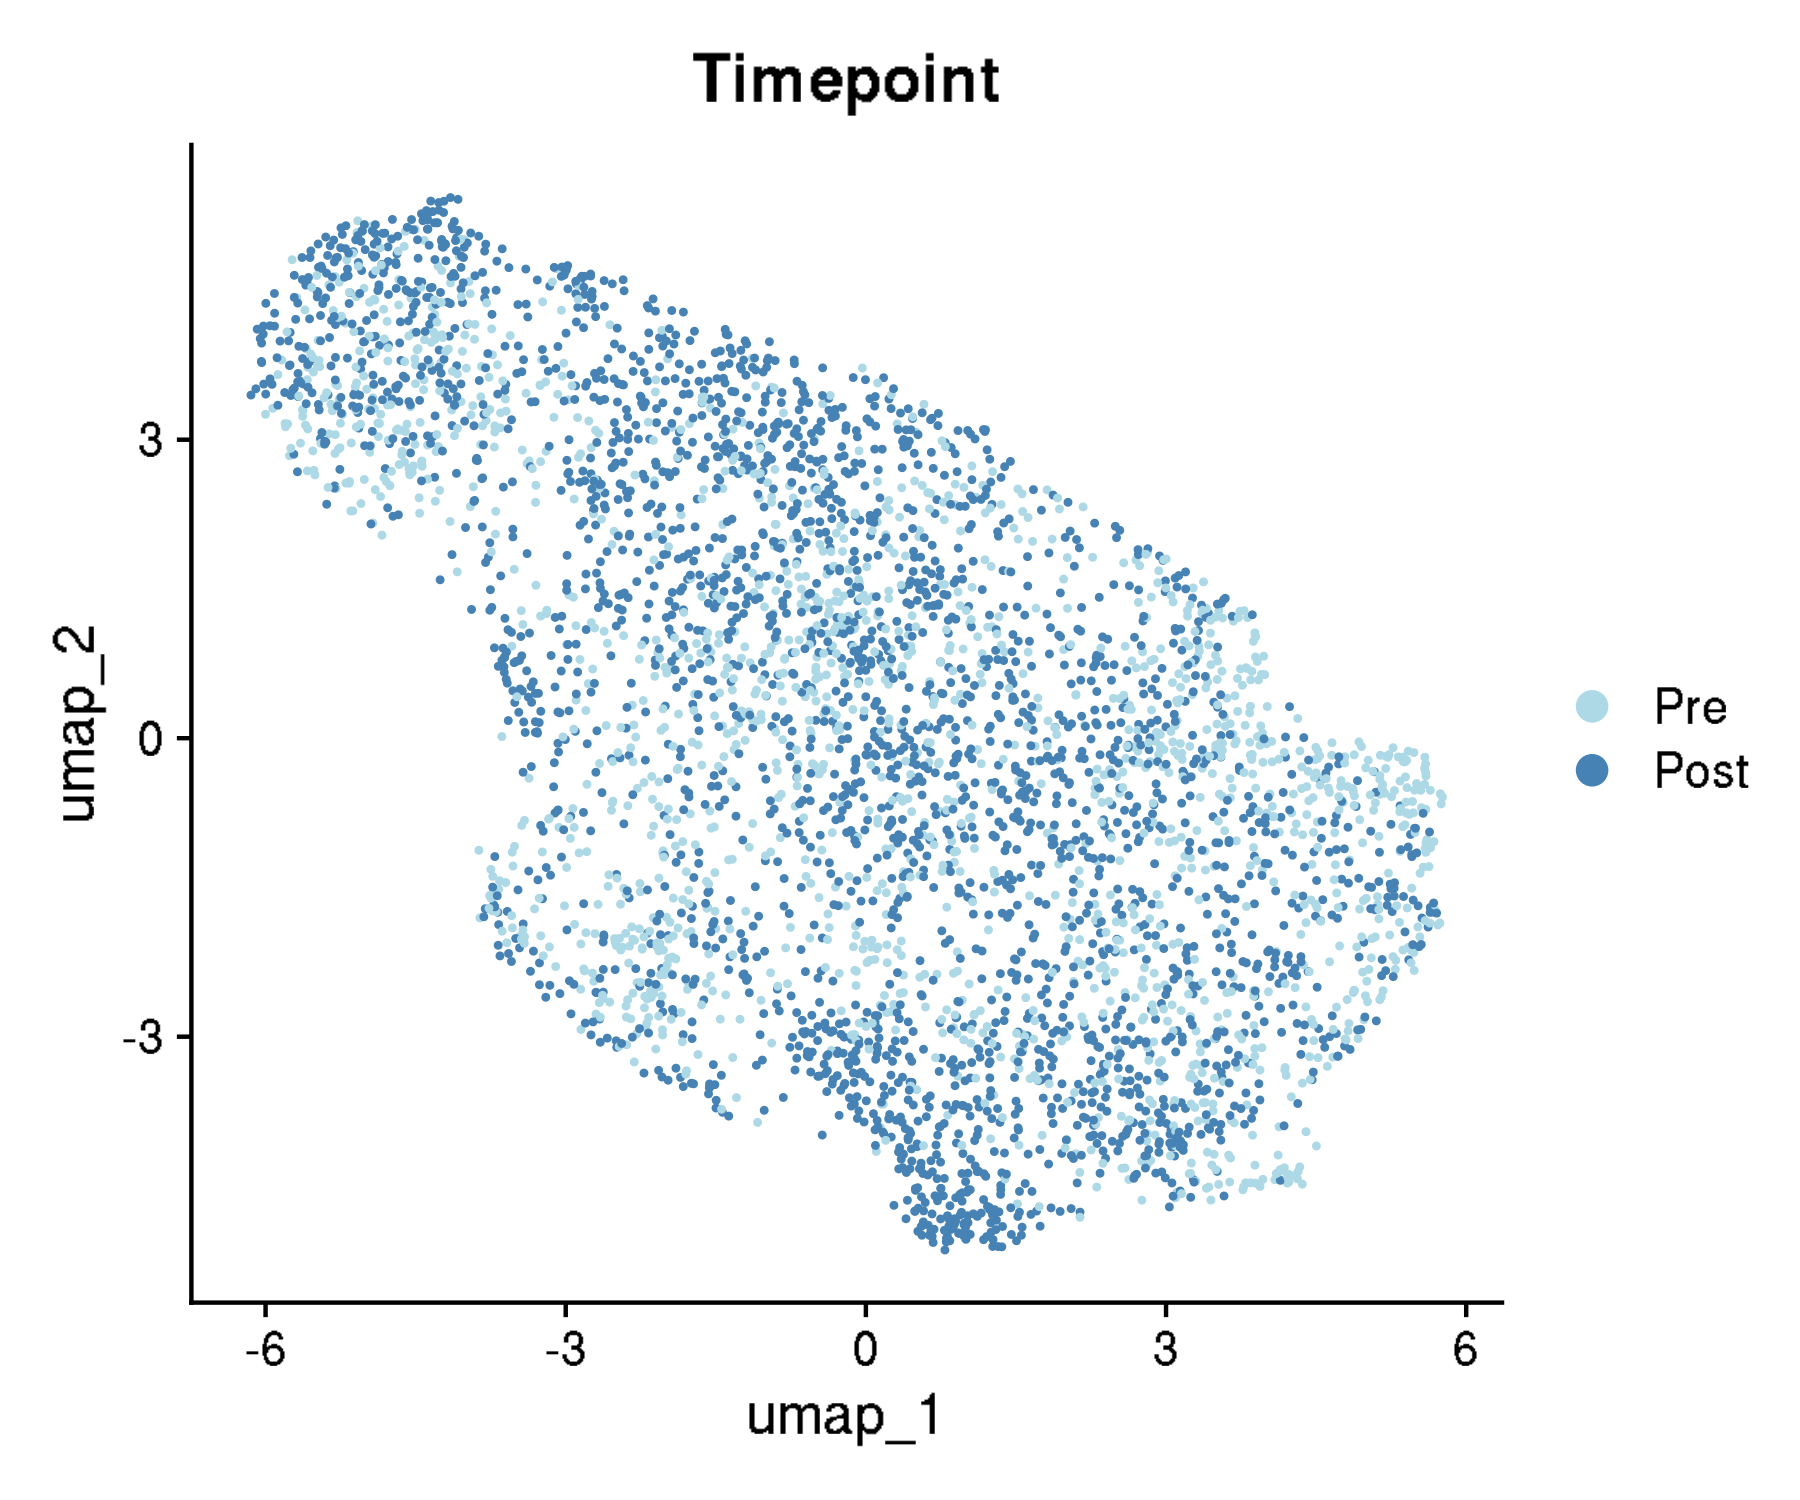 Timepoint
umap_2
3
0
-3
-6 -3 0 3 6
umap_1
Pre
Post